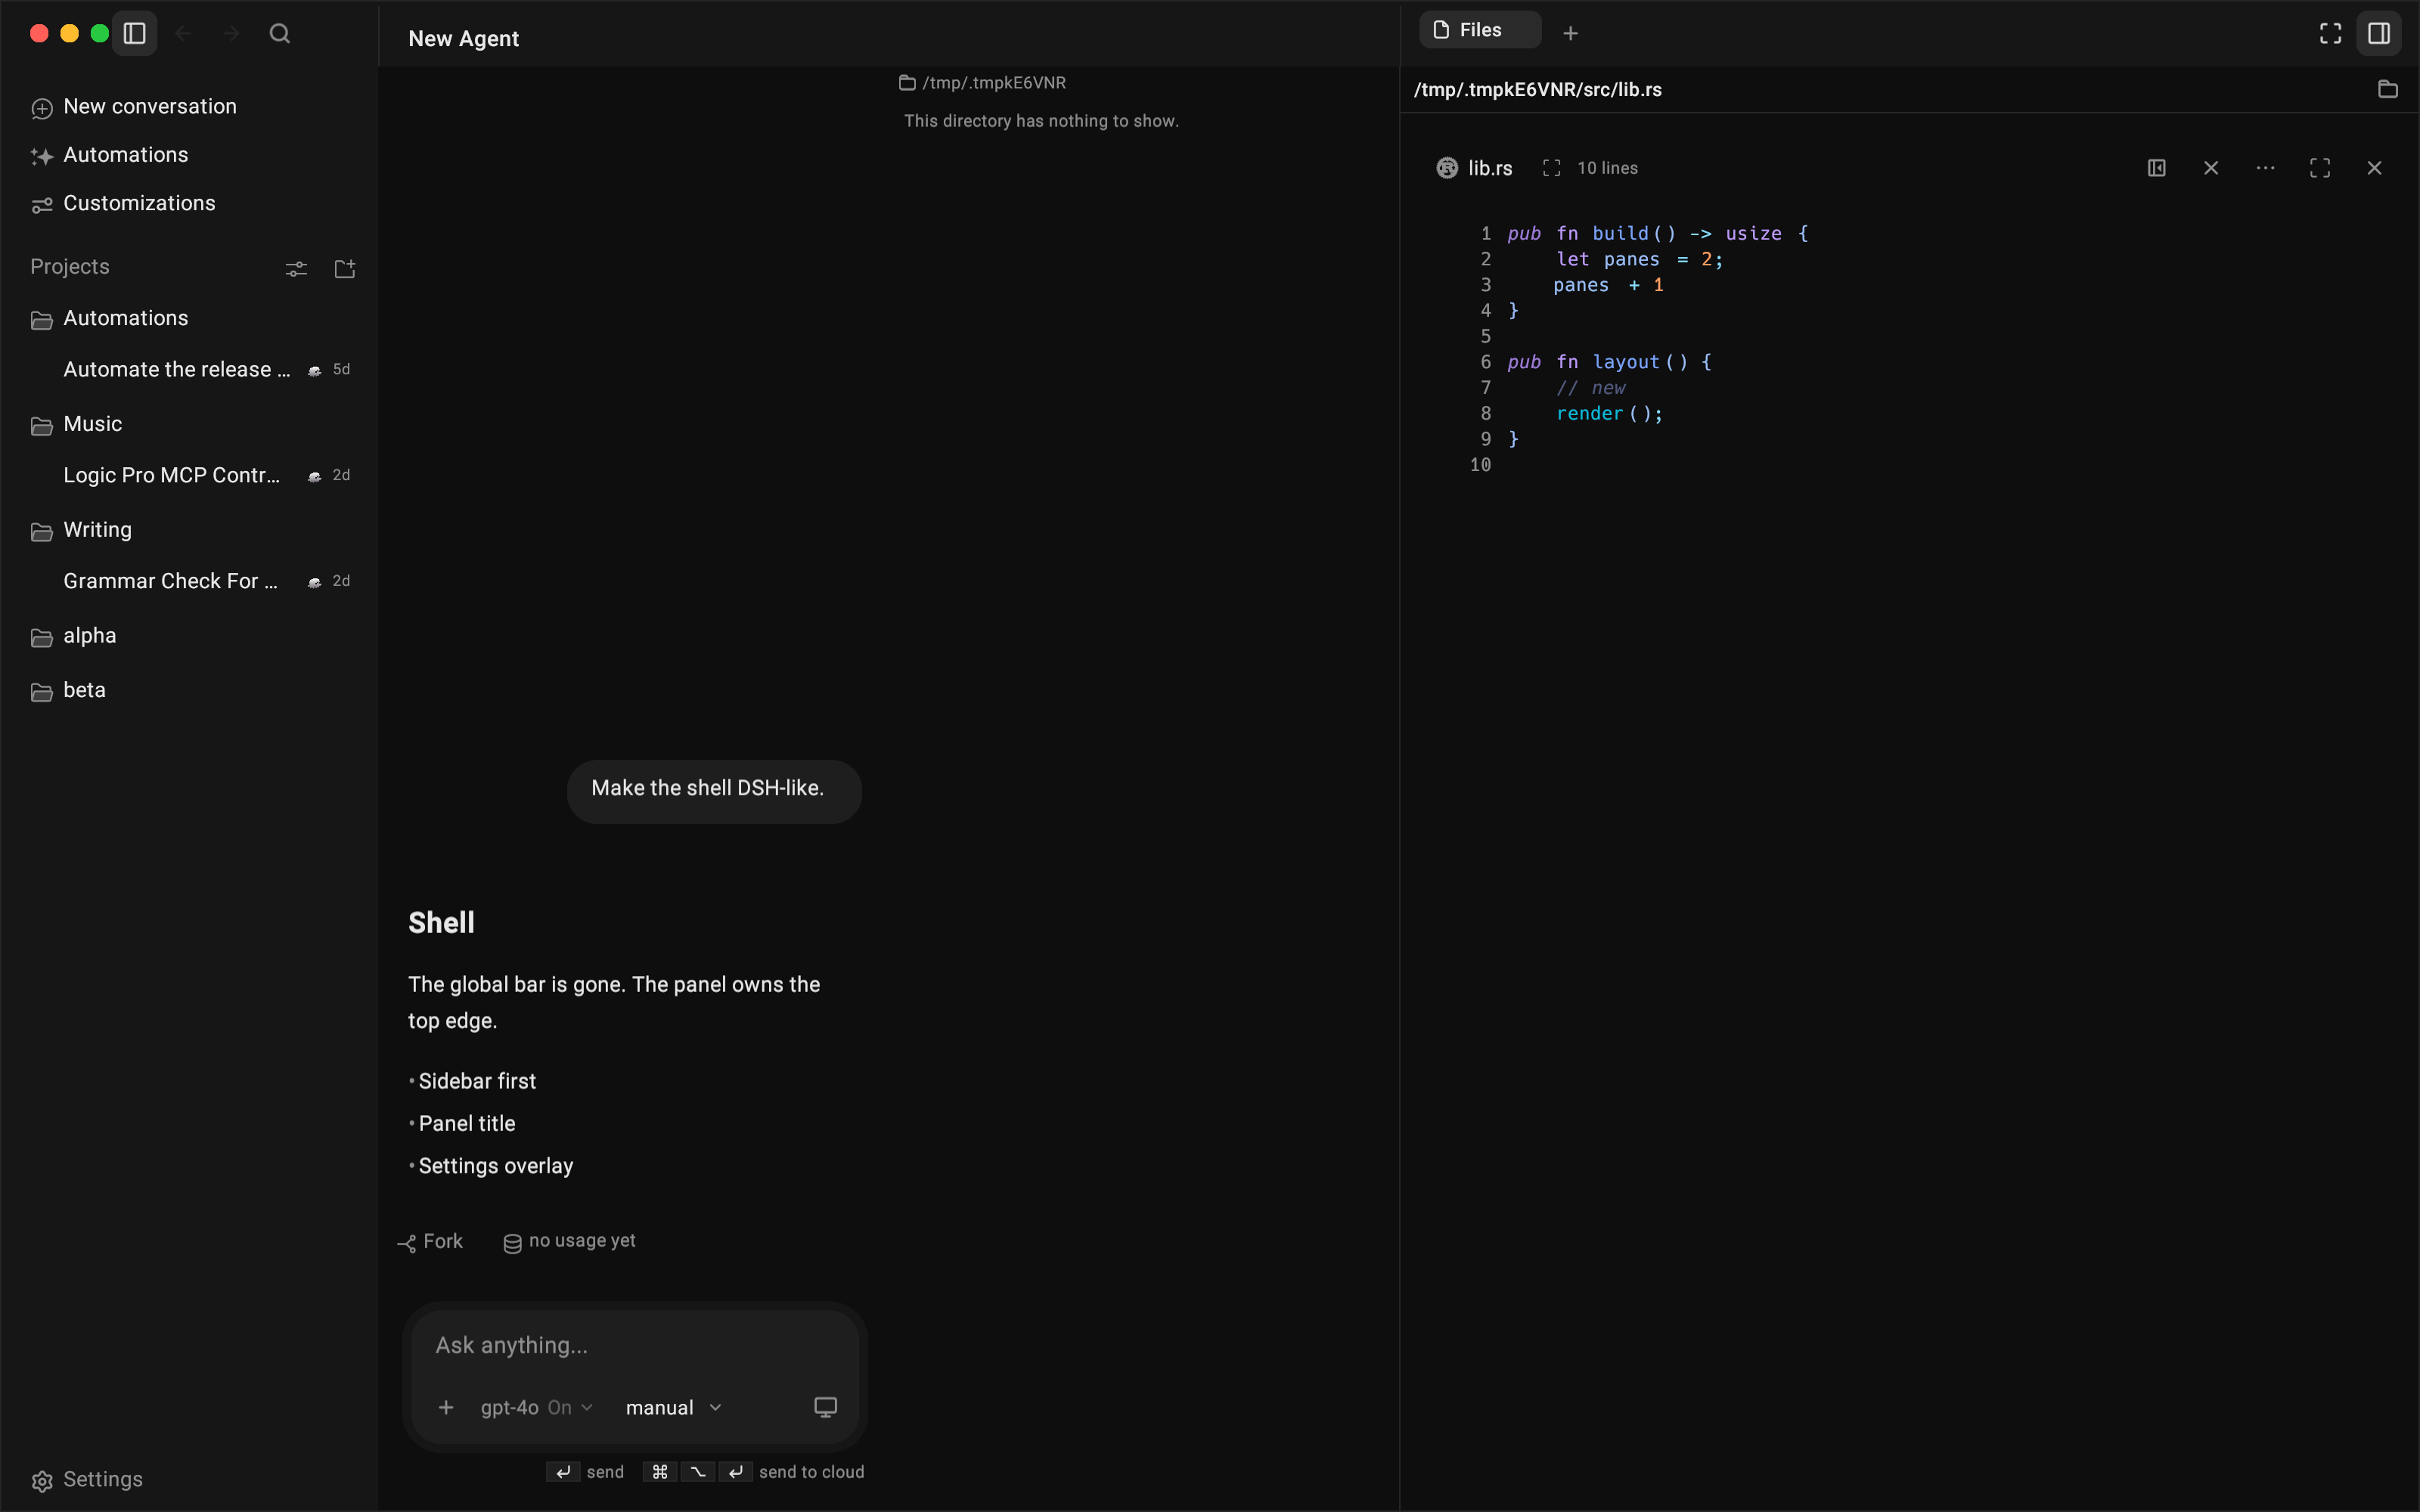 New conversation
Automations
Customizations
Projects
Automations
Automate the release ... 5d
Music
Logic Pro MCP Contr... 2d
Writing
Grammar Check For ... 2d
alpha
beta
Settings
New Agent
/tmp/.tmpkE6VNR
This directory has nothing to show.
Make the shell DSH-like.
Shell
The global bar is gone. The panel owns the
top edge.
• Sidebar first
• Panel title
• Settings overlay
Fork no usage yet
Ask anything...
gpt-4o On manual
send ⌘ ⌥ send to cloud
Files
/tmp/.tmpkE6VNR/src/lib.rs
lib.rs 10 lines
1 pub fn build() -> usize {
2     let panes = 2;
3     panes + 1
4 }
5
6 pub fn layout() {
7     // new
8     render();
9 }
10